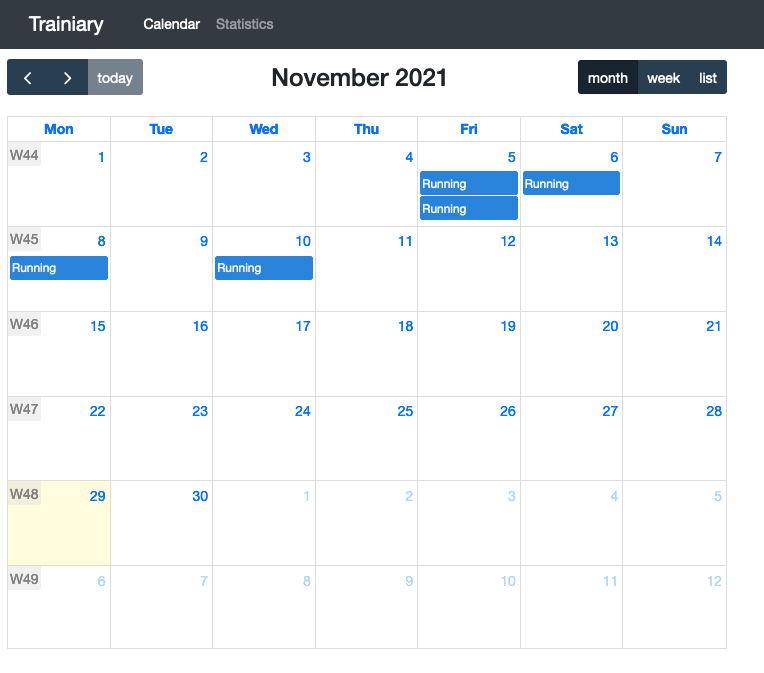 Trainiary Calendar Statistics
today November 2021 month week list
Mon Tue Wed Thu Fri Sat Sun
W44 1 2 3 4 5 6 7
Running Running
Running
W45 8 9 10 11 12 13 14
Running Running
W46 15 16 17 18 19 20 21
W47 22 23 24 25 26 27 28
W48 29 30 1 2 3 4 5
W49 6 7 8 9 10 11 12